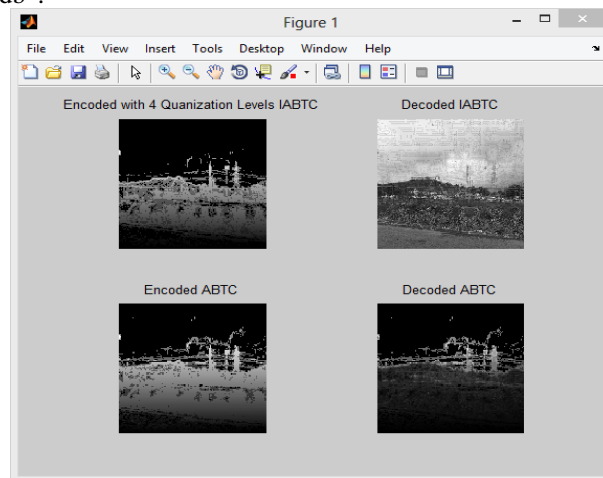 Figure 1
File Edit View Insert Tools Desktop Window Help
Encoded with 4 Quanization Levels IABTC
Decoded IABTC
Encoded ABTC
Decoded ABTC